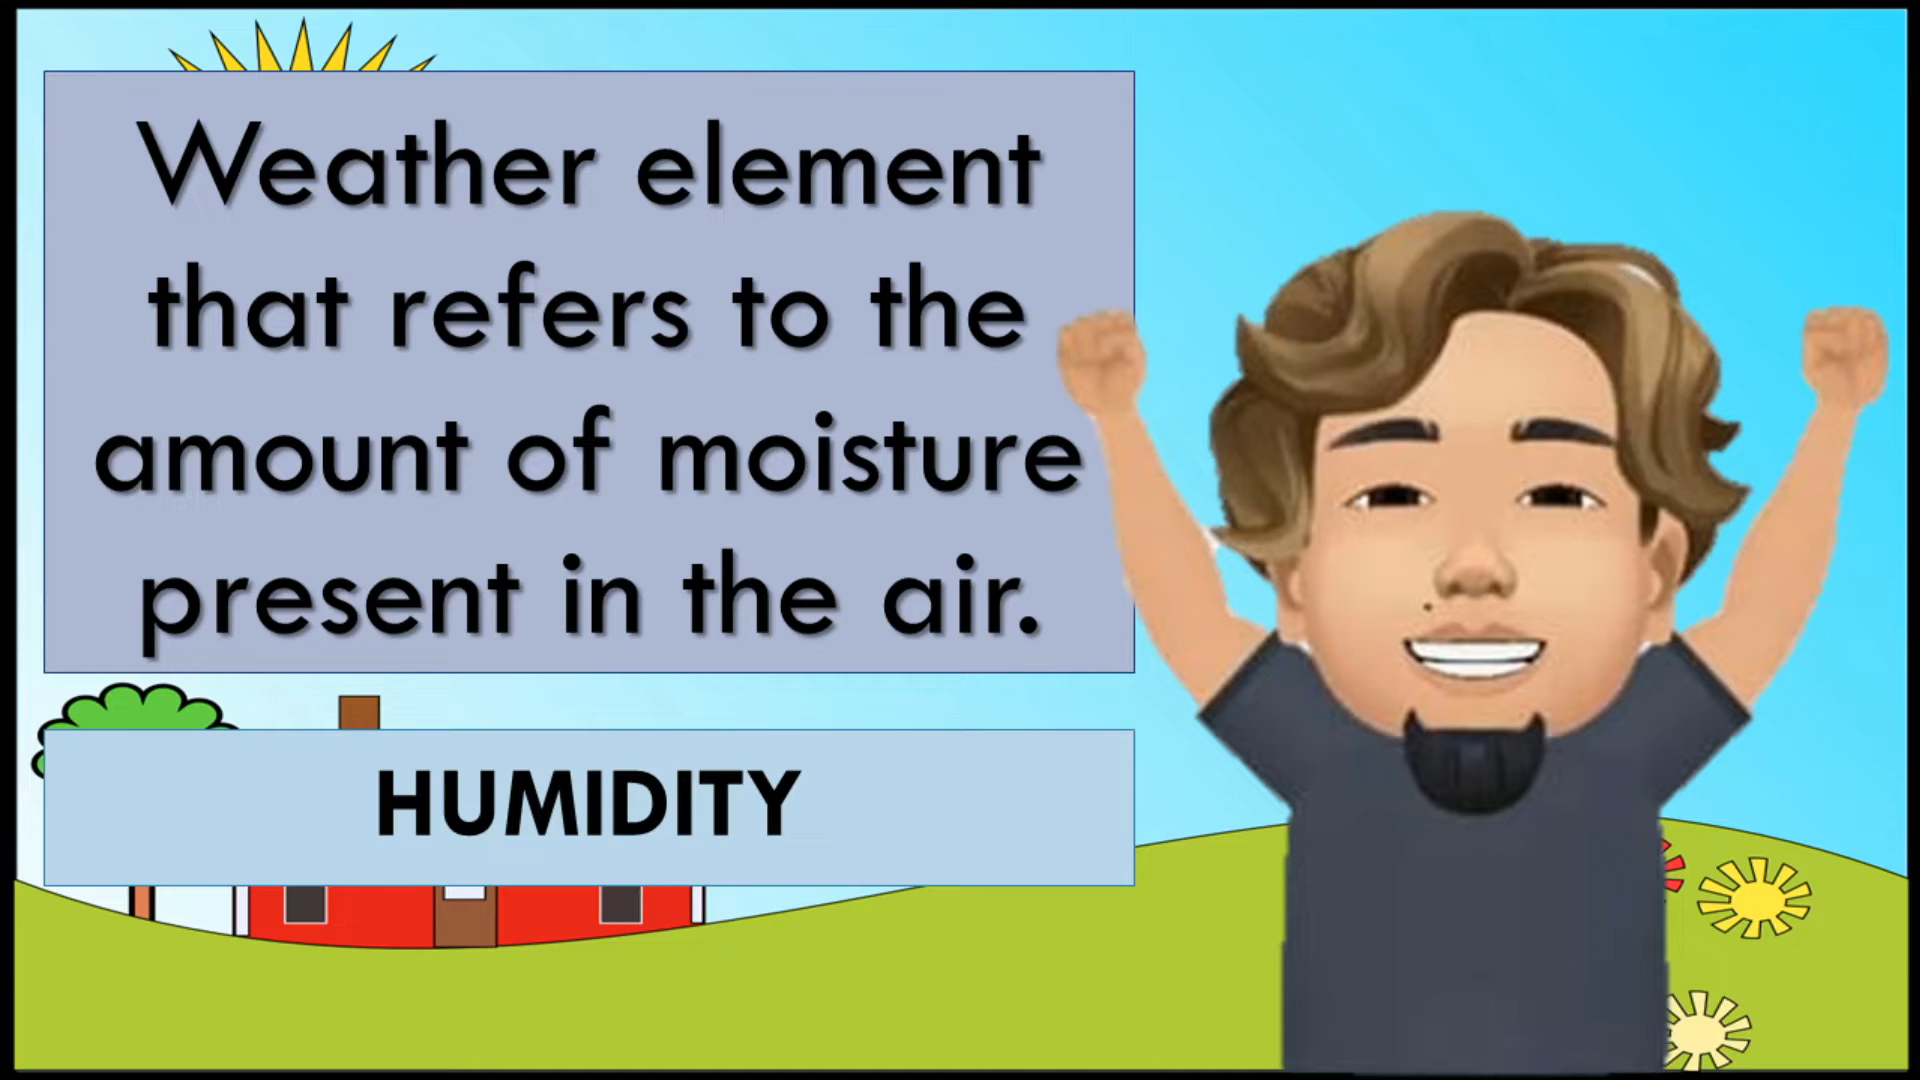 Weather element
that refers to the
amount of moisture
present in the air.
HUMIDITY